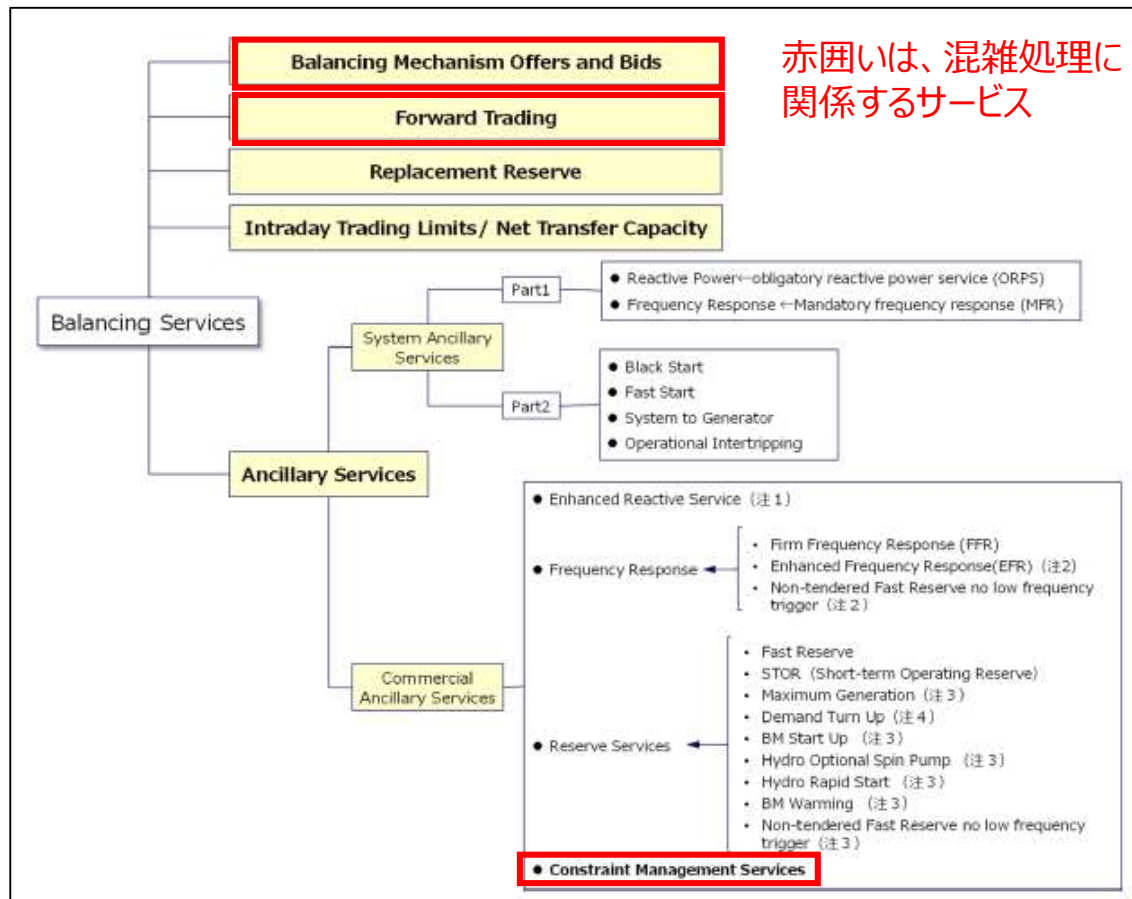 Balancing Mechanism Offers and Bids
赤囲いは、混雑処理に
関係するサービス
Forward Trading
Replacement Reserve
Intraday Trading Limits/ Net Transfer Capacity
Balancing Services
Part1
● Reactive Power←obligatory reactive power service (ORPS)
● Frequency Response ←Mandatory frequency response (MFR)
System Ancillary
Services
Part2
● Black Start
● Fast Start
● System to Generator
● Operational Intertripping
Ancillary Services
● Enhanced Reactive Service（注１）
● Frequency Response
・ Firm Frequency Response (FFR)
・ Enhanced Frequency Response(EFR)（注2）
・ Non-tendered Fast Reserve no low frequency
trigger（注２）
Commercial
Ancillary Services
● Reserve Services
・ Fast Reserve
・ STOR（Short-term Operating Reserve）
・ Maximum Generation（注３）
・ Demand Turn Up（注４）
・ BM Start Up （注３）
・ Hydro Optional Spin Pump （注３）
・ Hydro Rapid Start （注３）
・ BM Warming （注３）
・ Non-tendered Fast Reserve no low frequency
trigger（注３）
● Constraint Management Services